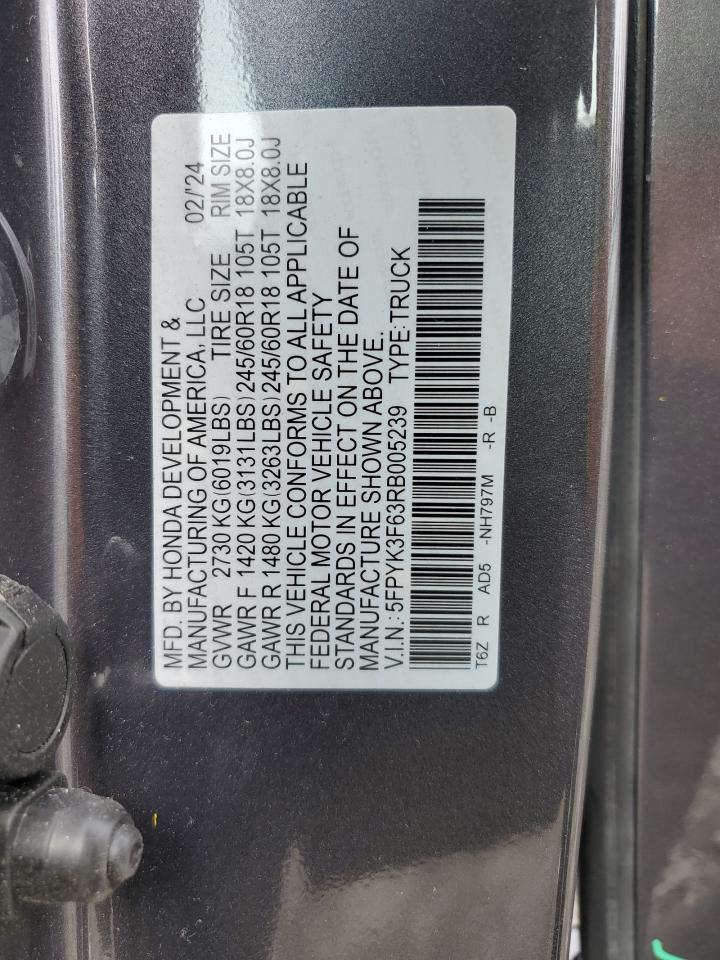 MFD. BY HONDA DEVELOPMENT &
MANUFACTURING OF AMERICA, LLC 02/'24
GVWR 2730 KG(6019LBS) TIRE SIZE RIM SIZE
GAWR F 1420 KG(3131LBS)245/60R18 105T 18X8.0J
GAWR R 1480 KG(3263LBS)245/60R18 105T 18X8.0J
THIS VEHICLE CONFORMS TO ALL APPLICABLE
FEDERAL MOTOR VEHICLE SAFETY
STANDARDS IN EFFECT ON THE DATE OF
MANUFACTURE SHOWN ABOVE.
V.I.N.: 5FPYK3F63RB005239 TYPE:TRUCK
T6Z R AD5 -NH797M -R -B